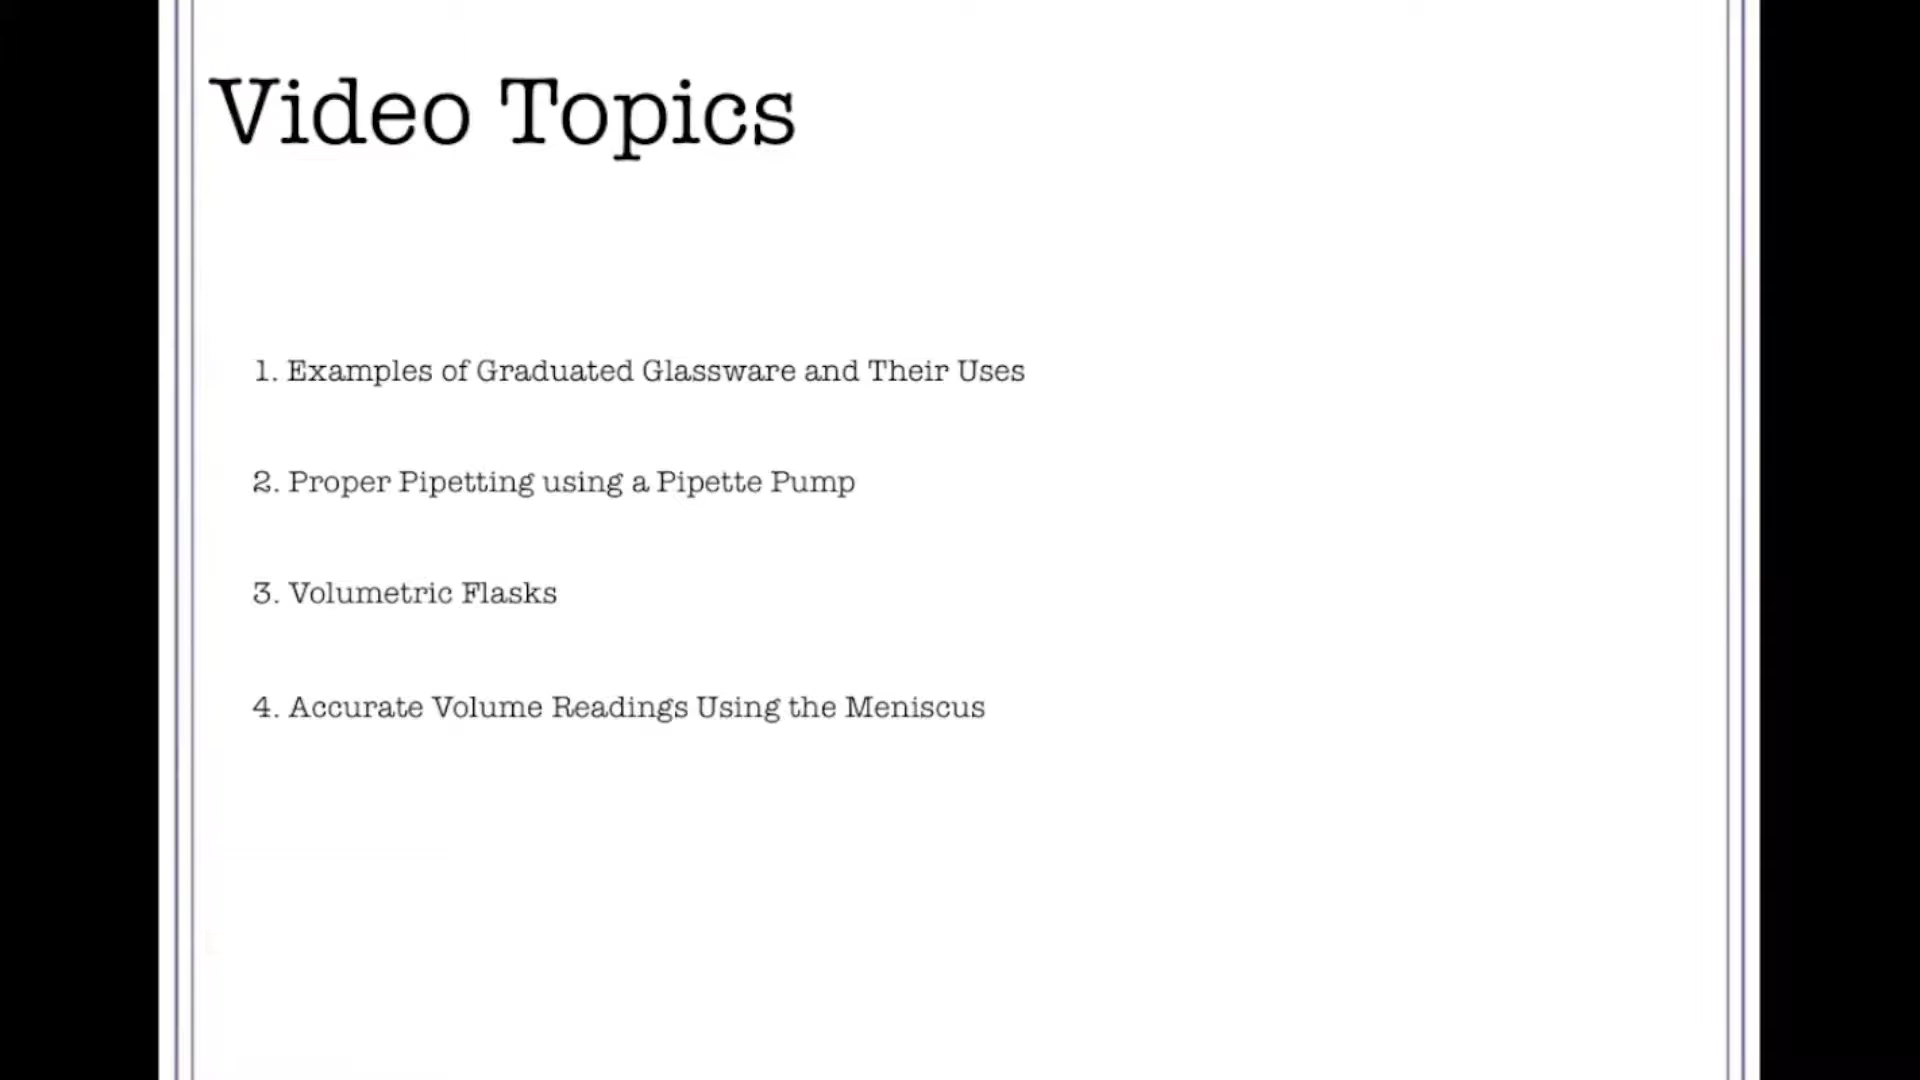 Video Topics
1. Examples of Graduated Glassware and Their Uses
2. Proper Pipetting using a Pipette Pump
3. Volumetric Flasks
4. Accurate Volume Readings Using the Meniscus